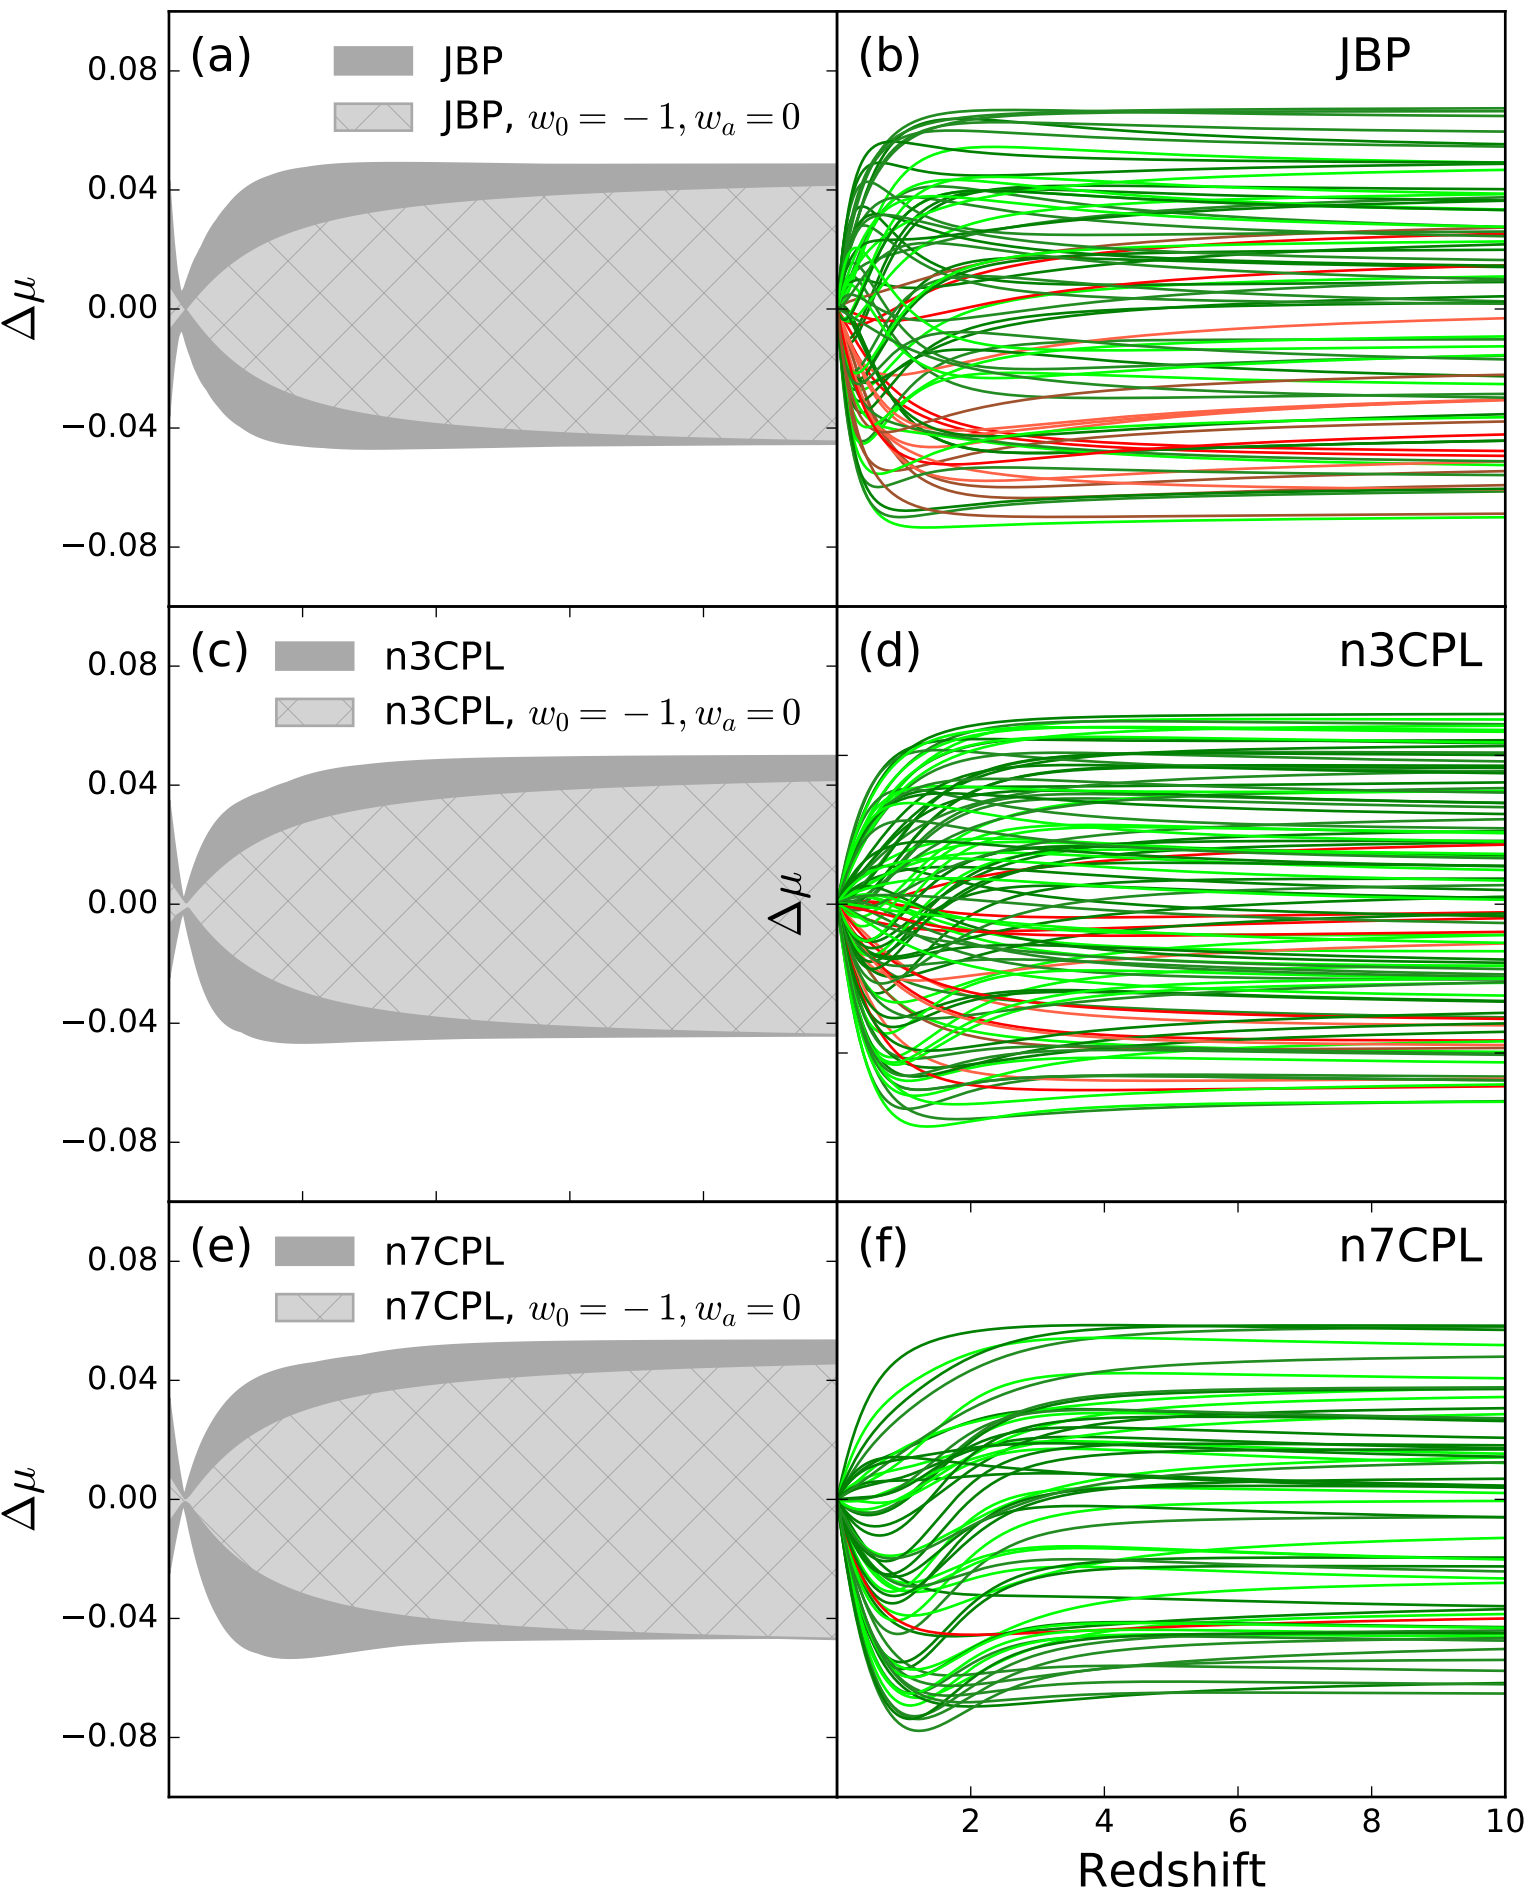 (a)
JBP
JBP, w₀ = −1, wₐ = 0
0.08
0.04
0.00
−0.04
−0.08
Δμ
(b)
JBP
(c)
n3CPL
n3CPL, w₀ = −1, wₐ = 0
0.08
0.04
0.00
−0.04
−0.08
(d)
n3CPL
Δμ
(e)
n7CPL
n7CPL, w₀ = −1, wₐ = 0
0.08
0.04
0.00
−0.04
−0.08
Δμ
(f)
n7CPL
2 4 6 8 10
Redshift